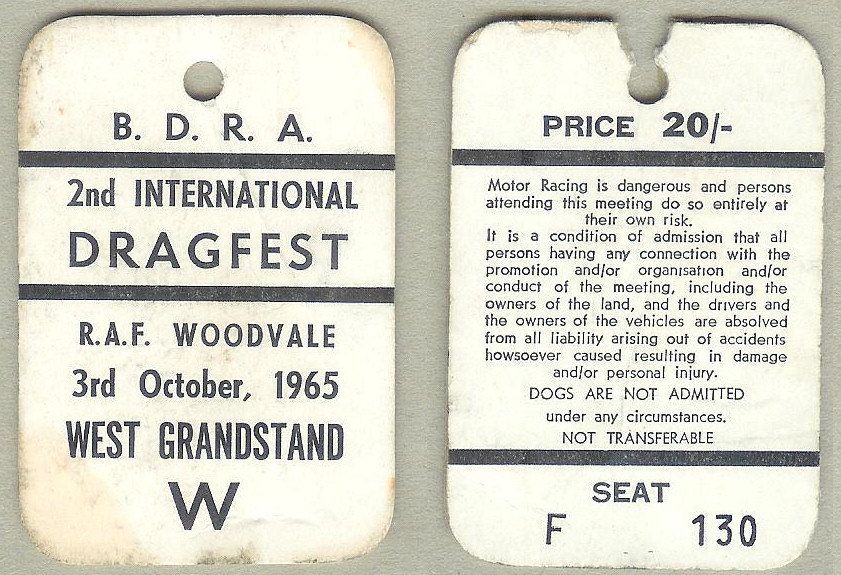 B. D. R. A.
2nd INTERNATIONAL
DRAGFEST
R.A.F. WOODVALE
3rd October, 1965
WEST GRANDSTAND
W
PRICE 20/-
Motor Racing is dangerous and persons
attending this meeting do so entirely at
their own risk.
It is a condition of admission that all
persons having any connection with the
promotion and/or organisation and/or
conduct of the meeting, including the
owners of the land, and the drivers and
the owners of the vehicles are absolved
from all liability arising out of accidents
howsoever caused resulting in damage
and/or personal injury.
DOGS ARE NOT ADMITTED
under any circumstances.
NOT TRANSFERABLE
SEAT
F 130